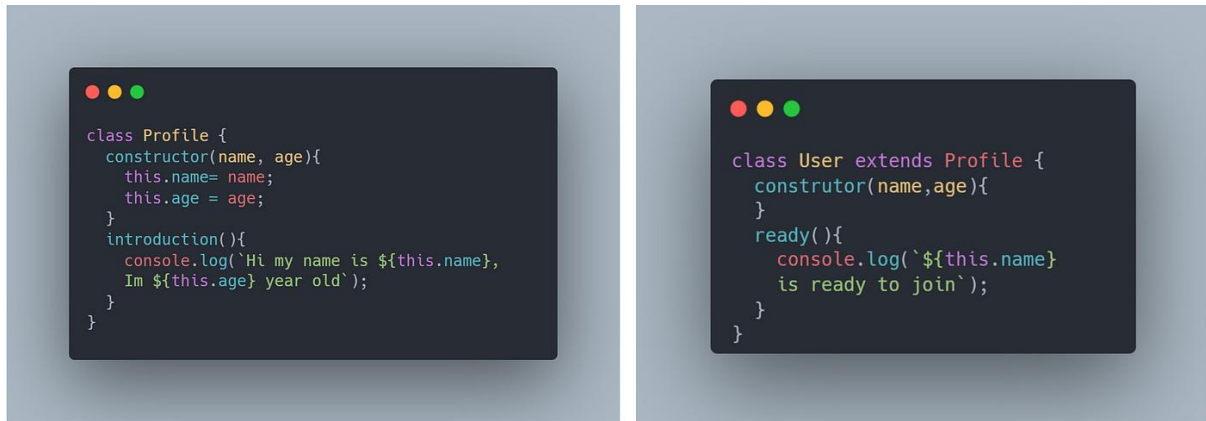 class Profile {
constructor(name, age){
this.name= name;
this.age = age;
}
introduction(){
console.log(`Hi my name is ${this.name},
Im ${this.age} year old`);
}
}
class User extends Profile {
construtor(name,age){
}
ready(){
console.log(`${this.name}
is ready to join`);
}
}